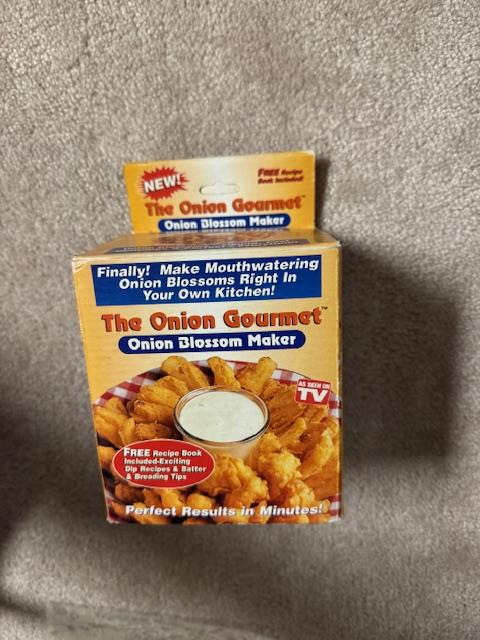 NEW!
FREE Recipe
Book Included!
The Onion Gourmet™
Onion Blossom Maker
Finally! Make Mouthwatering
Onion Blossoms Right In
Your Own Kitchen!
The Onion Gourmet™
Onion Blossom Maker
AS SEEN ON
TV
FREE Recipe Book
Included-Exciting
Dip Recipes & Batter
& Breading Tips
Perfect Results in Minutes!